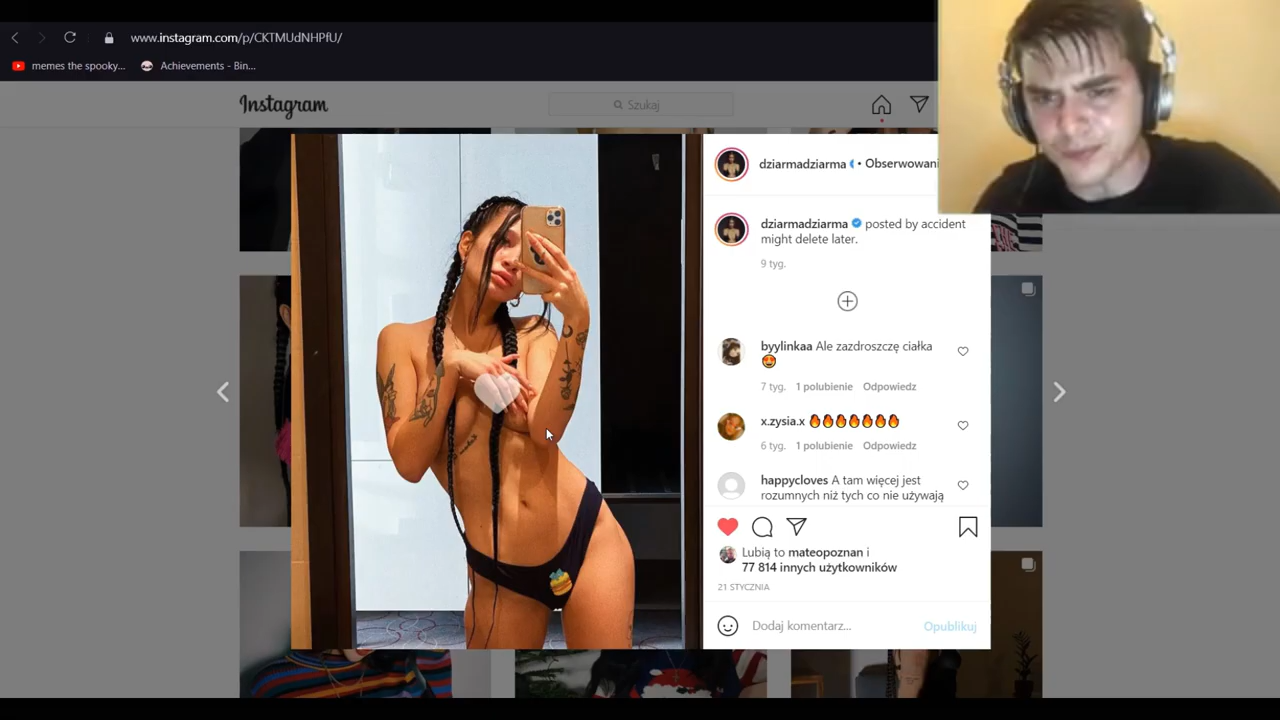 www.instagram.com/p/CKTMUdNHPfU/
memes the spooky...
Achievements - Bin...
Instagram
Szukaj
dziarmadziarma • Obserwowani
dziarmadziarma posted by accident
might delete later.
9 tyg.
byylinkaa Ale zazdroszczę ciałka
😍
7 tyg. 1 polubienie Odpowiedz
x.zysia.x 🔥🔥🔥🔥🔥🔥🔥
6 tyg. 1 polubienie Odpowiedz
happycloves A tam więcej jest
rozumnych niż tych co nie używają
Lubią to mateopoznan i
77 814 innych użytkowników
21 STYCZNIA
Dodaj komentarz...
Opublikuj